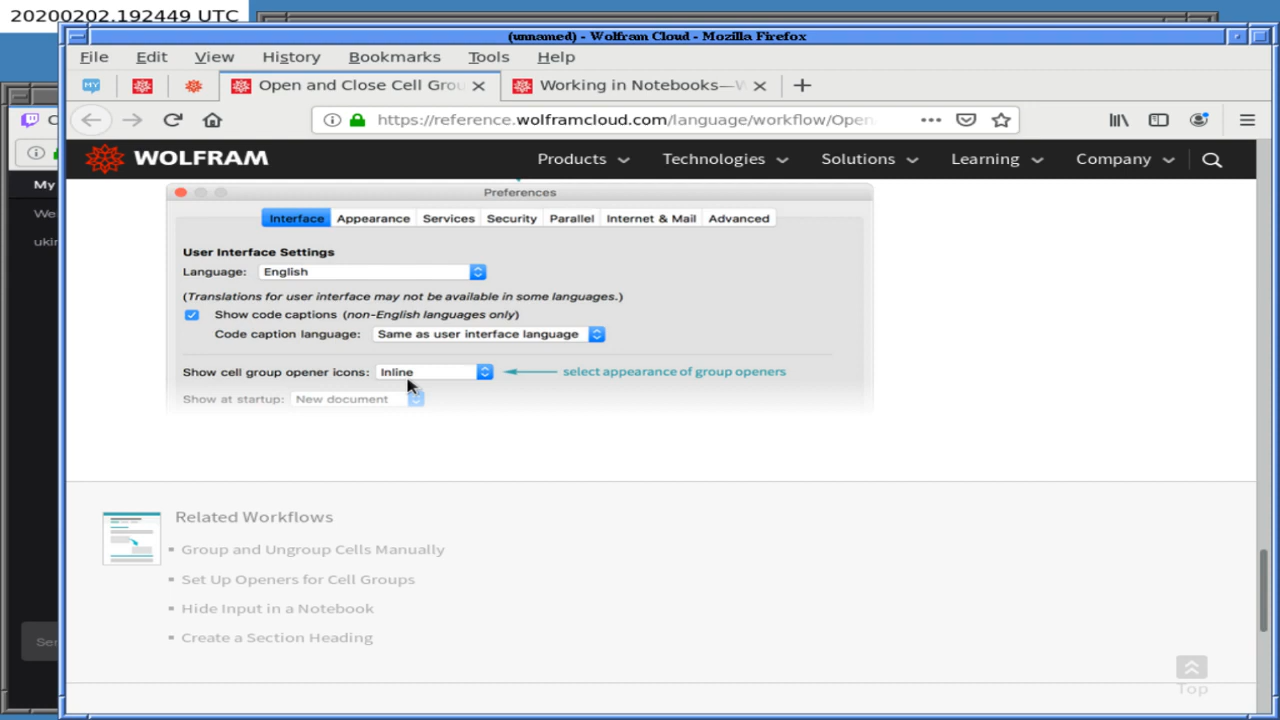 20200202.192449 UTC
(unnamed) - Wolfram Cloud - Mozilla Firefox
File Edit View History Bookmarks Tools Help
MY Open and Close Cell Grou Working in Notebooks—W
https://reference.wolframcloud.com/language/workflow/Open
WOLFRAM Products Technologies Solutions Learning Company
My
We
ukin
Preferences
Interface Appearance Services Security Parallel Internet & Mail Advanced
User Interface Settings
Language: English
(Translations for user interface may not be available in some languages.)
Show code captions (non-English languages only)
Code caption language: Same as user interface language
Show cell group opener icons: Inline select appearance of group openers
Show at startup: New document
Related Workflows
Group and Ungroup Cells Manually
Set Up Openers for Cell Groups
Hide Input in a Notebook
Create a Section Heading
Sen
Top